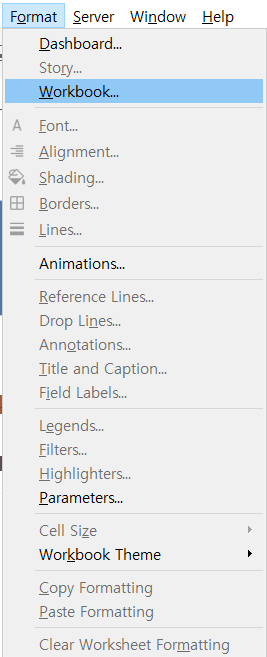 Format Server Window Help
Dashboard...
Story...
Workbook...
Font...
Alignment...
Shading...
Borders...
Lines...
Animations...
Reference Lines...
Drop Lines...
Annotations...
Title and Caption...
Field Labels...
Legends...
Filters...
Highlighters...
Parameters...
Cell Size
Workbook Theme
Copy Formatting
Paste Formatting
Clear Worksheet Formatting